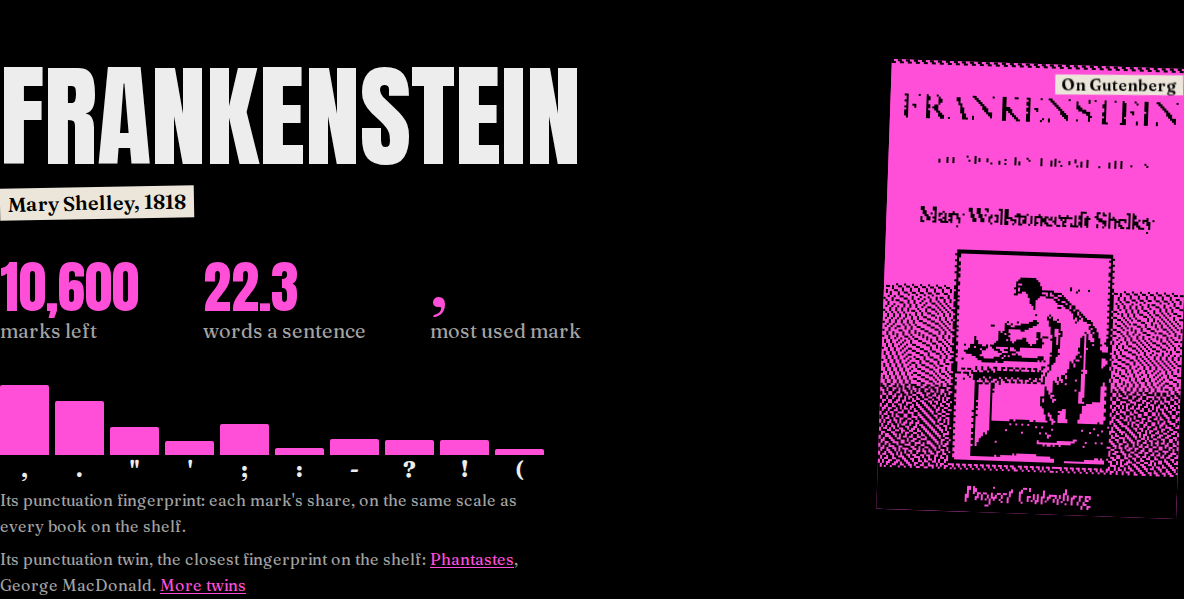 FRANKENSTEIN
Mary Shelley, 1818
10,600
marks left
22.3
words a sentence
,
most used mark
, . " ' ; : - ? ! (
Its punctuation fingerprint: each mark's share, on the same scale as
every book on the shelf.
Its punctuation twin, the closest fingerprint on the shelf: Phantastes,
George MacDonald. More twins
On Gutenberg
FRANKENSTEIN
Mary Wollstonecraft Shelley
Project Gutenberg